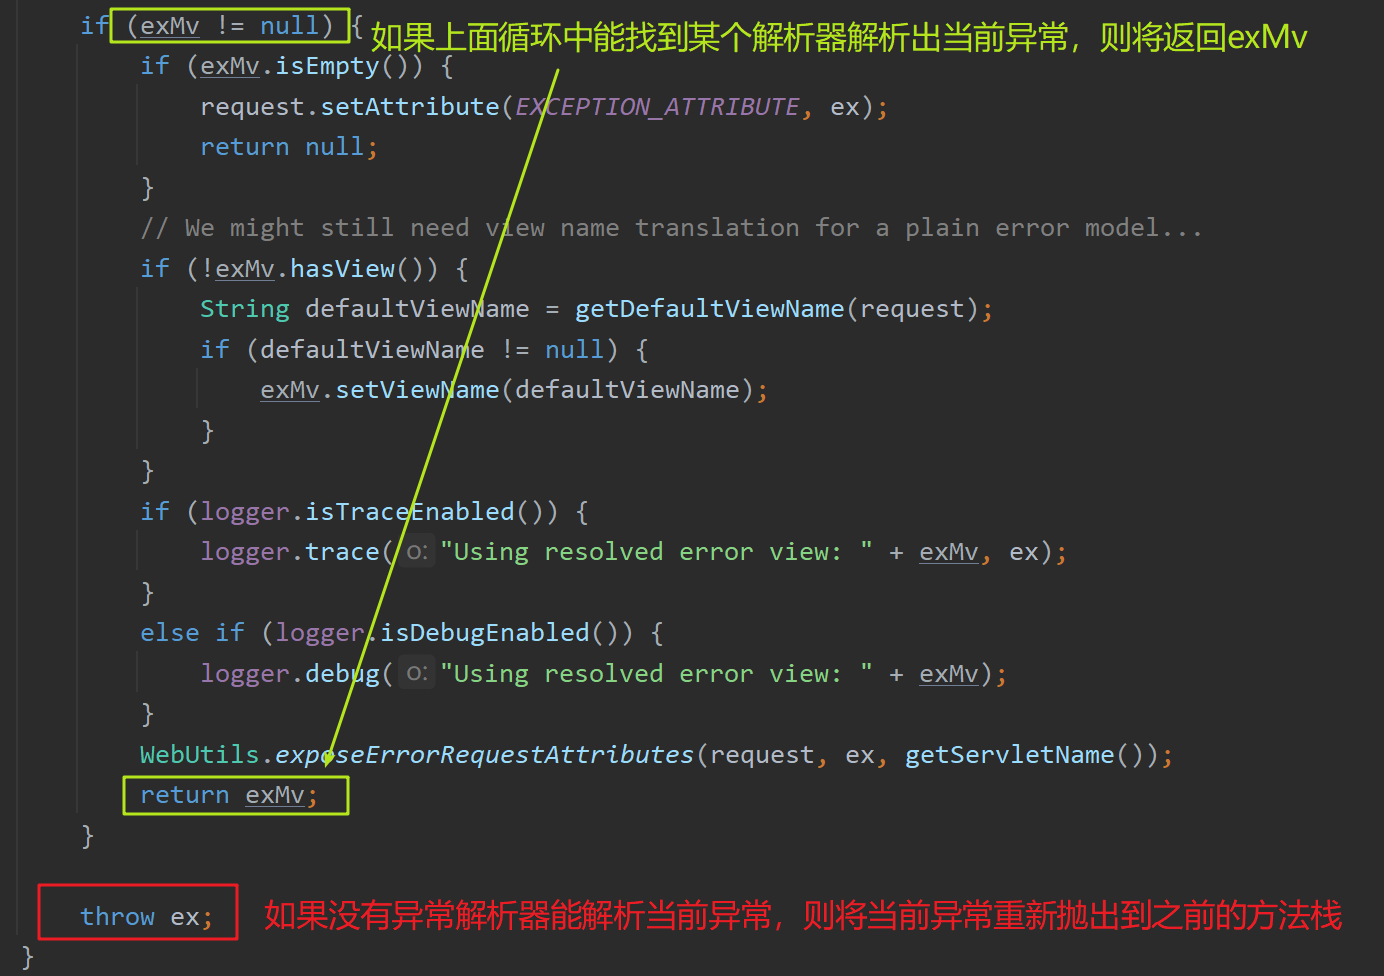 if (exMv != null) { 如果上面循环中能找到某个解析器解析出当前异常，则将返回exMv
if (exMv.isEmpty()) {
request.setAttribute(EXCEPTION_ATTRIBUTE, ex);
return null;
}
// We might still need view name translation for a plain error model...
if (!exMv.hasView()) {
String defaultViewName = getDefaultViewName(request);
if (defaultViewName != null) {
exMv.setViewName(defaultViewName);
}
}
if (logger.isTraceEnabled()) {
logger.trace( o: "Using resolved error view: " + exMv, ex);
}
else if (logger.isDebugEnabled()) {
logger.debug( o: "Using resolved error view: " + exMv);
}
WebUtils.exposeErrorRequestAttributes(request, ex, getServletName());
return exMv;
}
throw ex; 如果没有异常解析器能解析当前异常，则将当前异常重新抛出到之前的方法栈
}